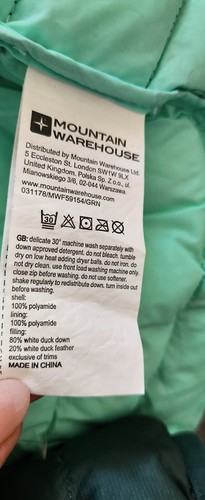 MOUNTAIN
WAREHOUSE
Distributed by Mountain Warehouse Ltd.
5 Eccleston St. London SW1W 9LX
United Kingdom, Polska Sp. Z o.o., ul.
Mianowskiego 3/6, 02-044 Warszawa
www.mountainwarehouse.com
031176/MWF59154/GRN
30
GB: delicate 30° machine wash separately with
down approved detergent. do not bleach. tumble
dry on low heat adding dryer balls. do not iron. do
not dry clean. use front load washing machine only.
close zip before washing. do not use softener.
shake regularly to redistribute down. turn inside out
before washing.
shell:
100% polyamide
lining:
100% polyamide
filling:
80% white duck down
20% white duck feather
exclusive of trims
MADE IN CHINA